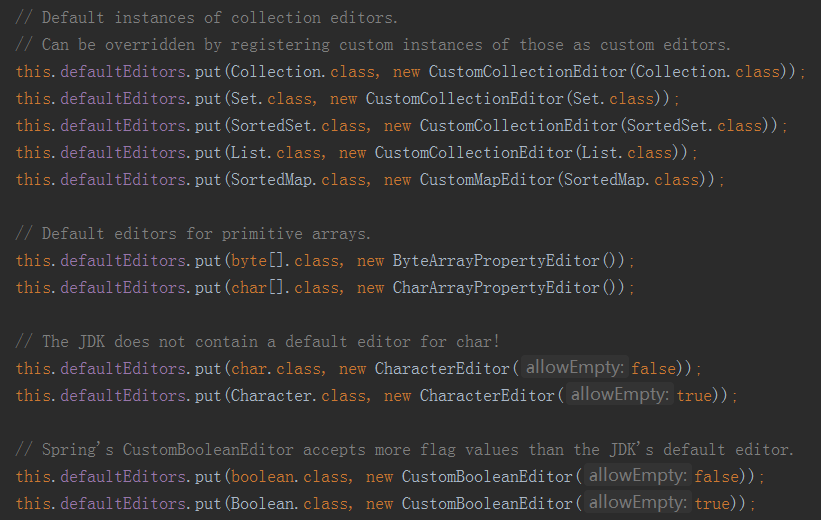 // Default instances of collection editors.
// Can be overridden by registering custom instances of those as custom editors.
this.defaultEditors.put(Collection.class, new CustomCollectionEditor(Collection.class));
this.defaultEditors.put(Set.class, new CustomCollectionEditor(Set.class));
this.defaultEditors.put(SortedSet.class, new CustomCollectionEditor(SortedSet.class));
this.defaultEditors.put(List.class, new CustomCollectionEditor(List.class));
this.defaultEditors.put(SortedMap.class, new CustomMapEditor(SortedMap.class));
// Default editors for primitive arrays.
this.defaultEditors.put(byte[].class, new ByteArrayPropertyEditor());
this.defaultEditors.put(char[].class, new CharArrayPropertyEditor());
// The JDK does not contain a default editor for char!
this.defaultEditors.put(char.class, new CharacterEditor( allowEmpty: false));
this.defaultEditors.put(Character.class, new CharacterEditor( allowEmpty: true));
// Spring's CustomBooleanEditor accepts more flag values than the JDK's default editor.
this.defaultEditors.put(boolean.class, new CustomBooleanEditor( allowEmpty: false));
this.defaultEditors.put(Boolean.class, new CustomBooleanEditor( allowEmpty: true));